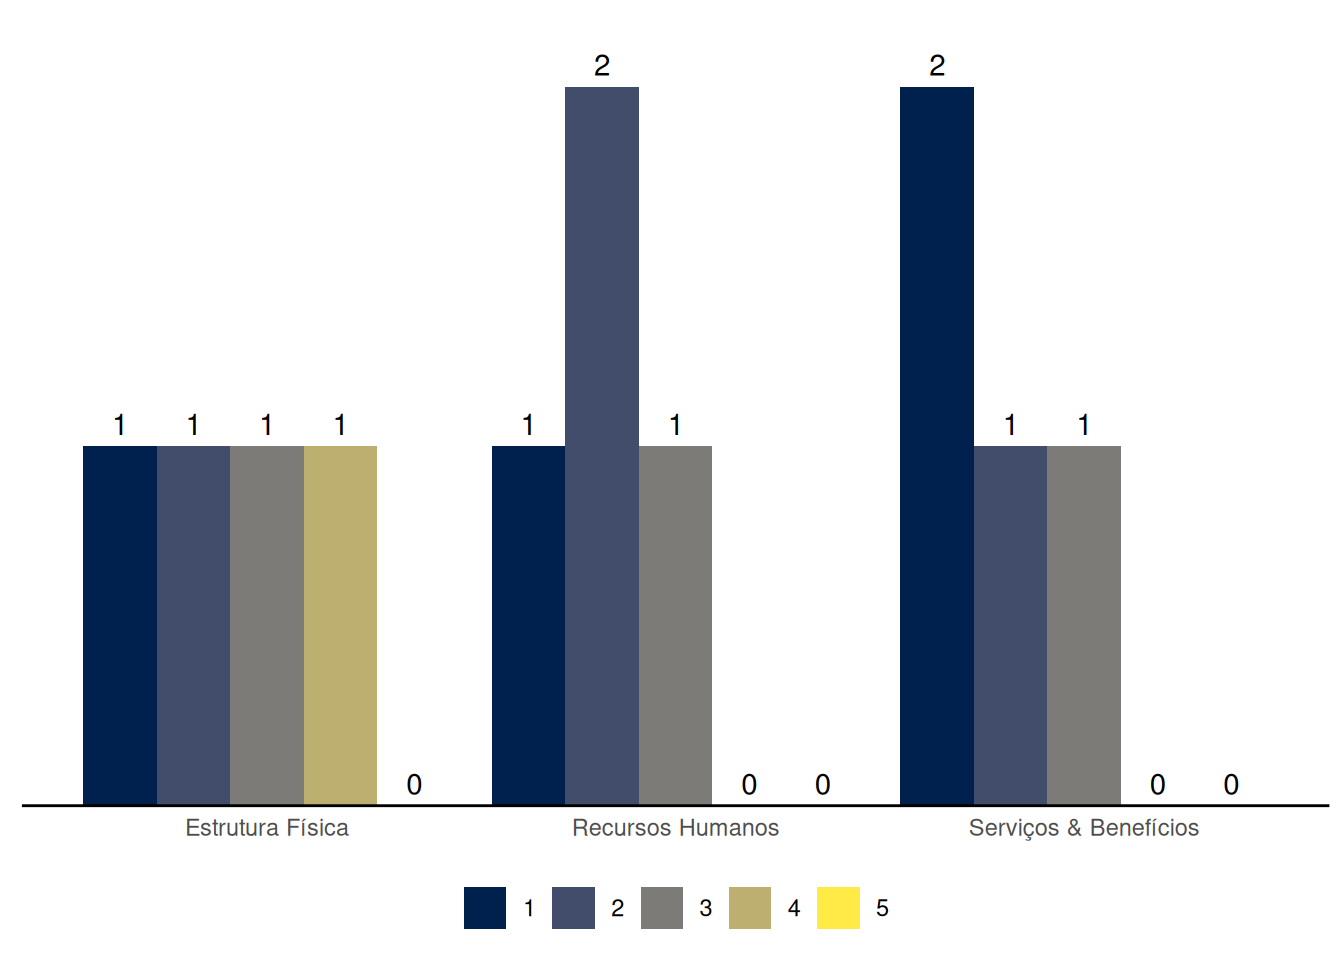 2 2
1 1 1 1 1 1 1 1
0 0 0 0 0
Estrutura Física Recursos Humanos Serviços & Benefícios
1 2 3 4 5